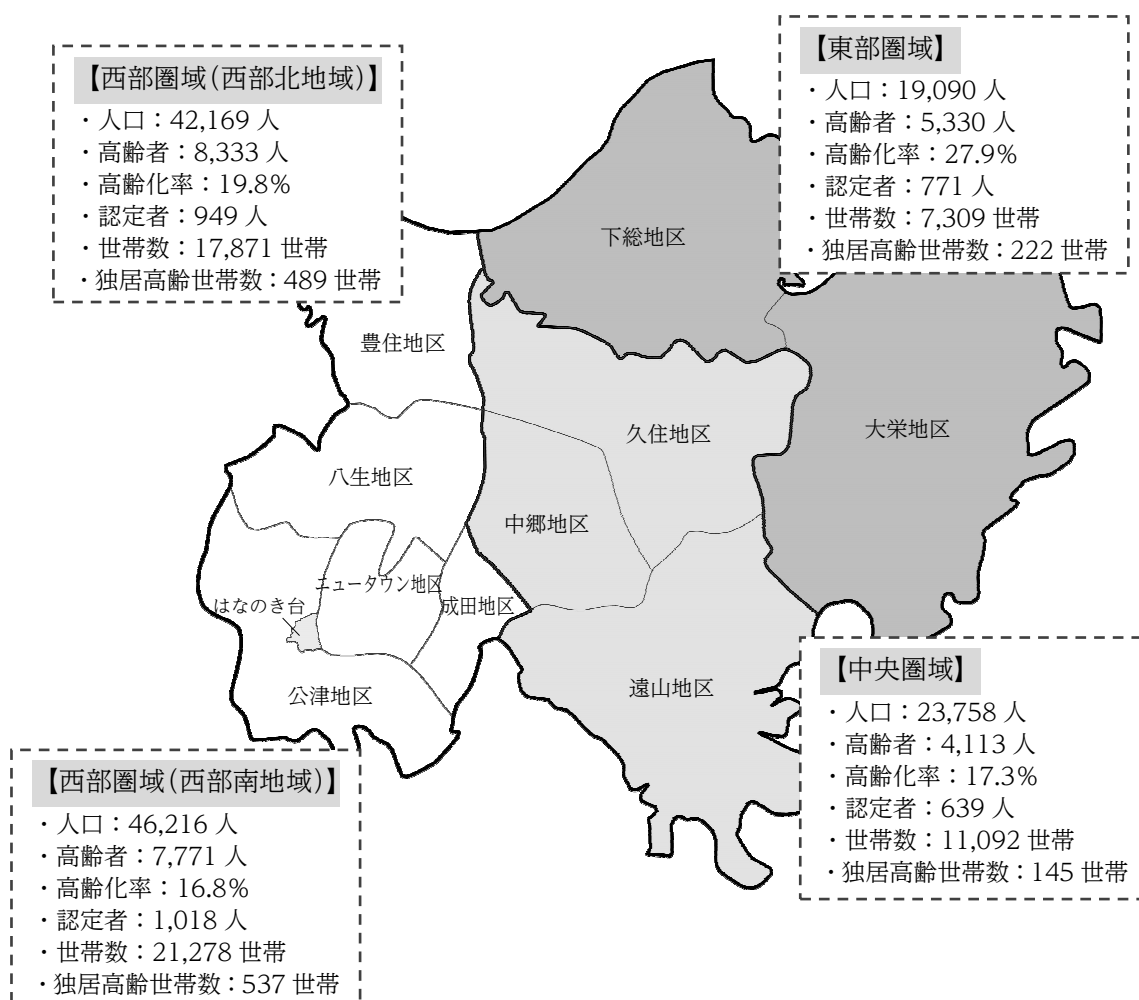 【西部圏域(西部北地域)】
・人口：42,169 人
・高齢者：8,333 人
・高齢化率：19.8%
・認定者：949 人
・世帯数：17,871 世帯
・独居高齢世帯数：489 世帯
【東部圏域】
・人口：19,090 人
・高齢者：5,330 人
・高齢化率：27.9%
・認定者：771 人
・世帯数：7,309 世帯
・独居高齢世帯数：222 世帯
下総地区
豊住地区
久住地区
大栄地区
八生地区
中郷地区
ニュータウン地区
はなのき台
成田地区
公津地区
遠山地区
【中央圏域】
・人口：23,758 人
・高齢者：4,113 人
・高齢化率：17.3%
・認定者：639 人
・世帯数：11,092 世帯
・独居高齢世帯数：145 世帯
【西部圏域(西部南地域)】
・人口：46,216 人
・高齢者：7,771 人
・高齢化率：16.8%
・認定者：1,018 人
・世帯数：21,278 世帯
・独居高齢世帯数：537 世帯